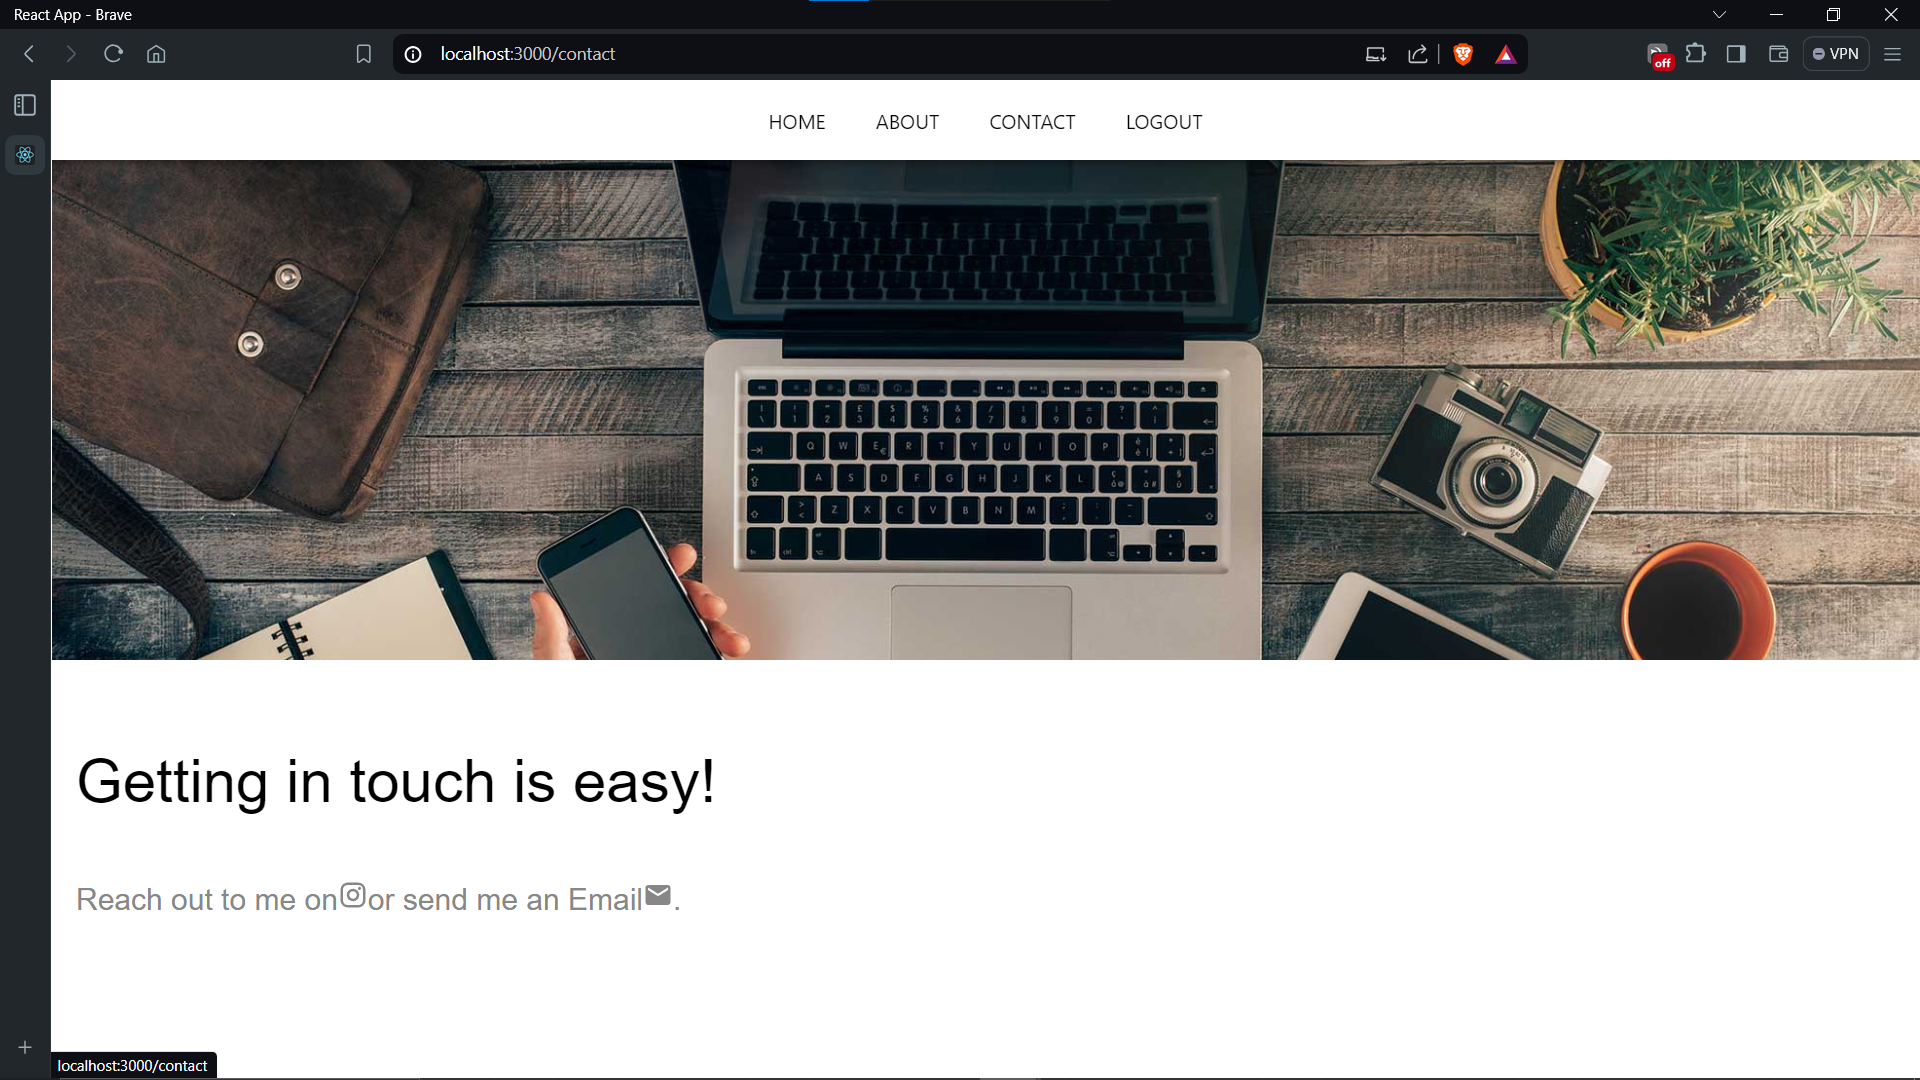 React App - Brave
localhost:3000/contact
off
VPN
HOME ABOUT CONTACT LOGOUT
Q W E R T Y U I O P
A S D F G H J K L
Z X C V B N M
Getting in touch is easy!
Reach out to me on or send me an Email .
localhost:3000/contact